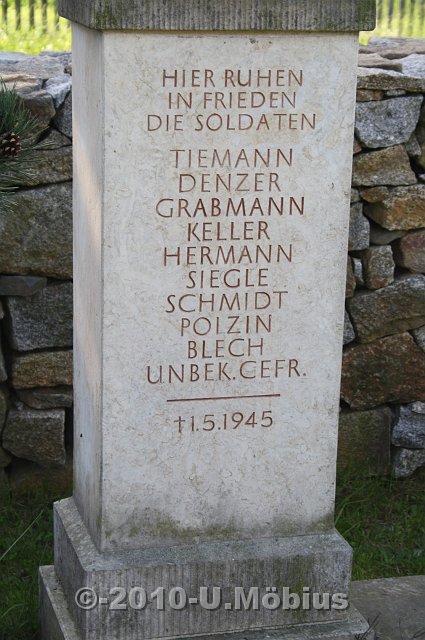 HIER RUHEN
IN FRIEDEN
DIE SOLDATEN
TIEMANN
DENZER
GRABMANN
KELLER
HERMANN
SIEGLE
SCHMIDT
POLZIN
BLECH
UNBEK. GEFR.
† 1.5.1945
©-2010-U.Möbius